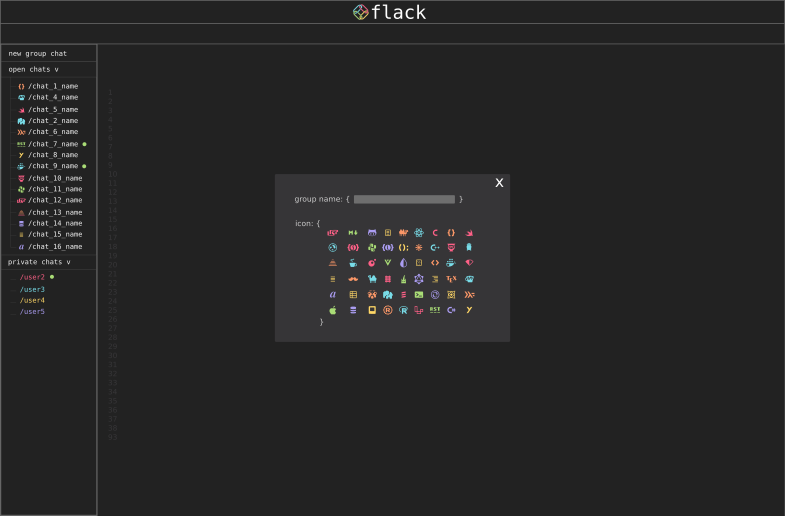 flack
new group chat
open chats v
/chat_1_name
/chat_4_name
/chat_5_name
/chat_2_name
/chat_6_name
/chat_7_name
/chat_8_name
/chat_9_name
/chat_10_name
/chat_11_name
/chat_12_name
/chat_13_name
/chat_14_name
/chat_15_name
/chat_16_name
private chats v
/user2
/user3
/user4
/user5
X
group name: { }
icon: {
}